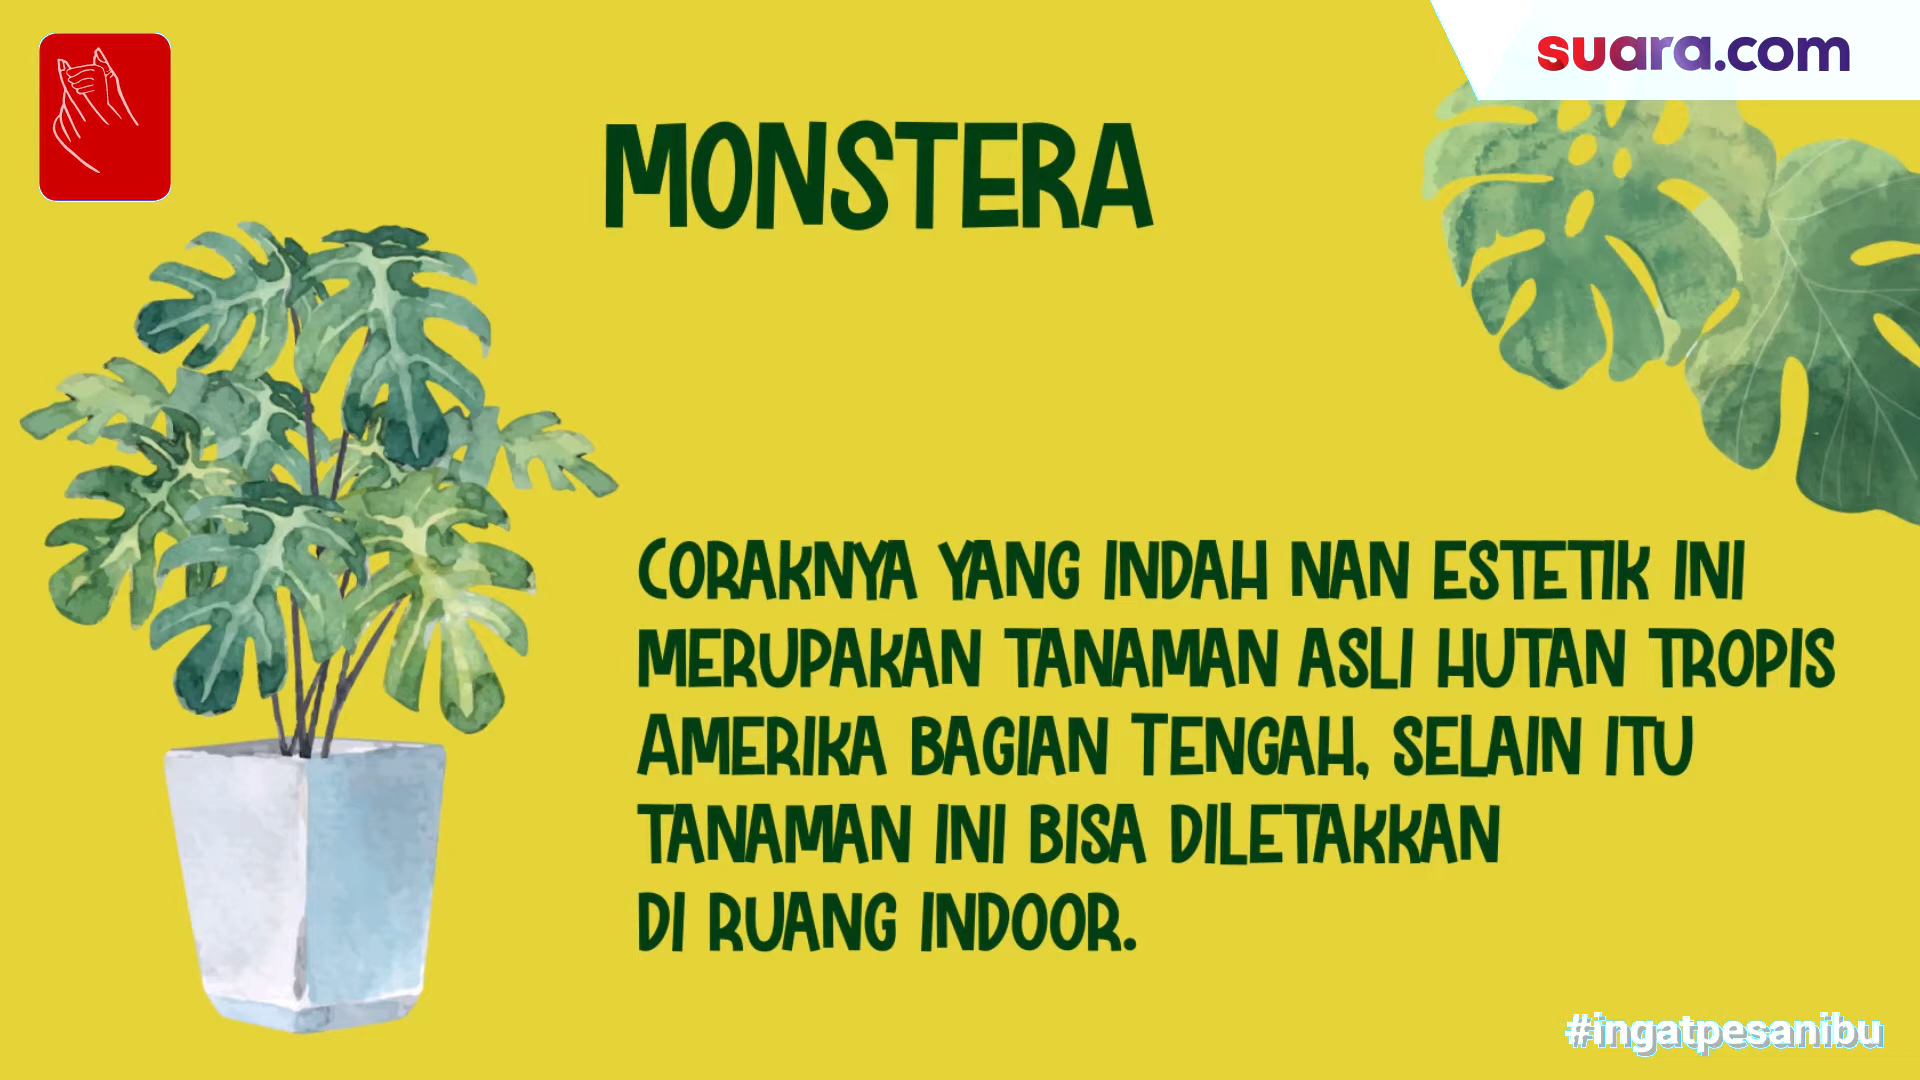 suara.com
MONSTERA
CORAKNYA YANG INDAH NAN ESTETIK INI
MERUPAKAN TANAMAN ASLI HUTAN TROPIS
AMERIKA BAGIAN TENGAH, SELAIN ITU
TANAMAN INI BISA DILETAKKAN
DI RUANG INDOOR.
#ingatpesanibu